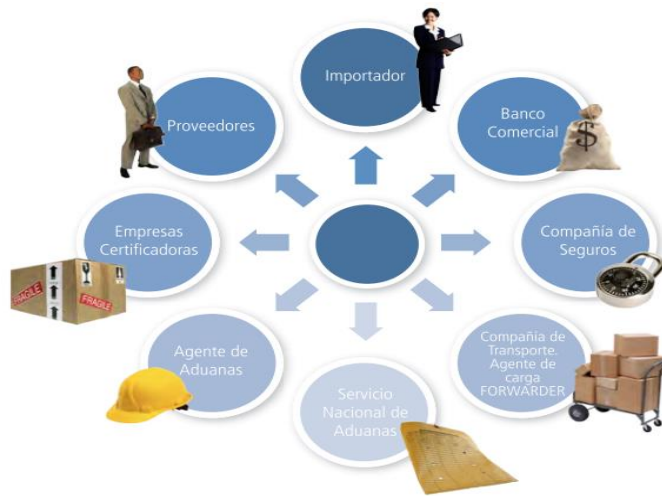 Importador
Banco
Comercial
Compañía de
Seguros
Compañia
de
Transporte.
Agente de
carga
FORWARDER
Servicio
Nacional de
Aduanas
Agente de
Aduanas
Empresas
Certificadoras
Proveedores
FRAGILE
FRAGILE
$